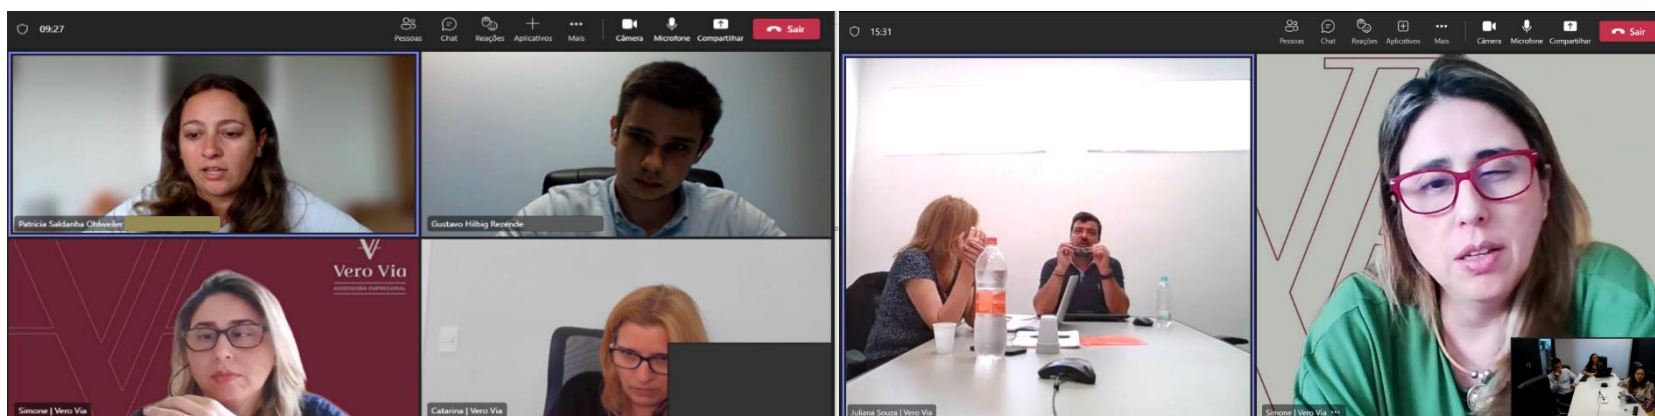 09:27
Pessoas Chat Reações Aplicativos Mais Câmera Microfone Compartilhar Sair
Patricia Saldanha Ohlweiler
Gustavo Hilbig Rezende
Vero Via
ASSESSORIA EMPRESARIAL
Simone | Vero Via
Catarina | Vero Via
15:31
Pessoas Chat Reações Aplicativos Mais Câmera Microfone Compartilhar Sair
Juliana Souza | Vero Via
Simone | Vero Via